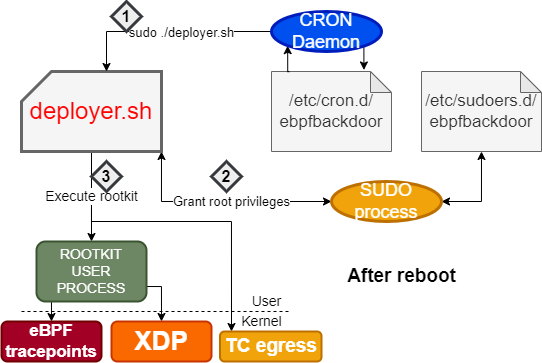 1
sudo ./deployer.sh
CRON
Daemon
deployer.sh
/etc/cron.d/
ebpfbackdoor
/etc/sudoers.d/
ebpfbackdoor
3
2
Execute rootkit
Grant root privileges
SUDO
process
ROOTKIT
USER
PROCESS
After reboot
User
Kernel
eBPF
tracepoints
XDP
TC egress